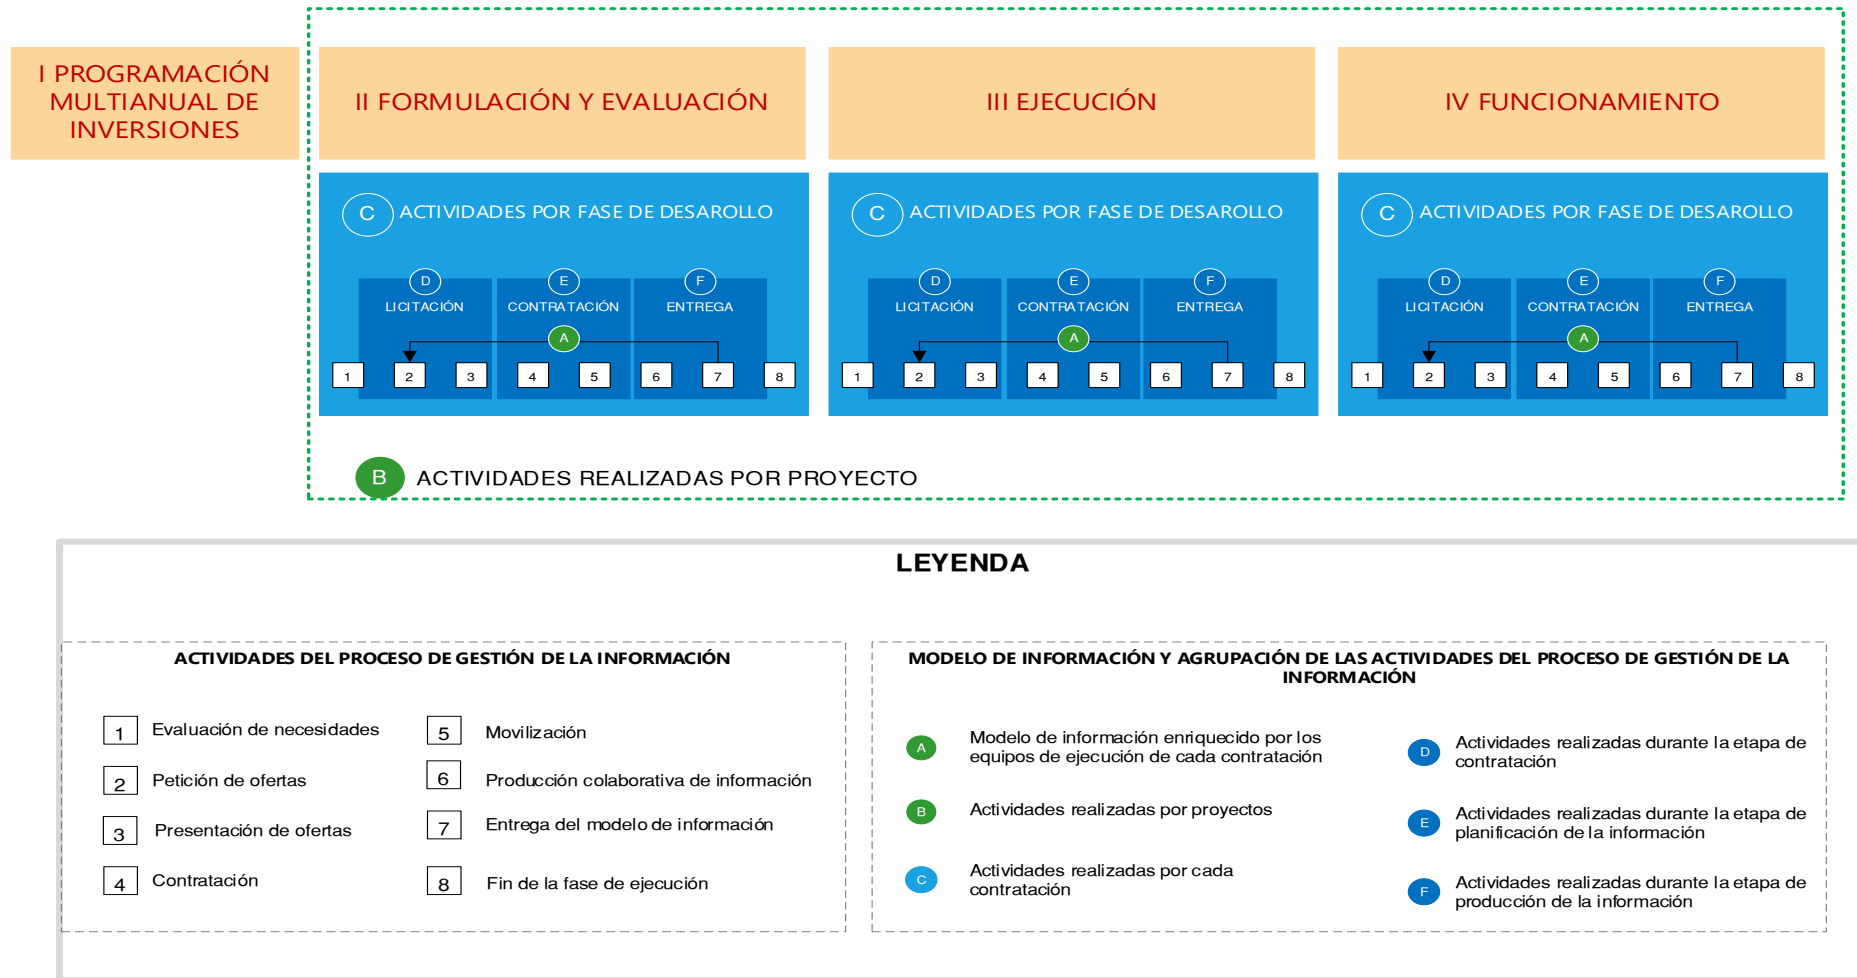 I PROGRAMACIÓN
MULTIANUAL DE
INVERSIONES
II FORMULACIÓN Y EVALUACIÓN
III EJECUCIÓN
IV FUNCIONAMIENTO
C ACTIVIDADES POR FASE DE DESAROLLO
D E F
LICITACIÓN CONTRATACIÓN ENTREGA
A
1 2 3 4 5 6 7 8
C ACTIVIDADES POR FASE DE DESAROLLO
D E F
LICITACIÓN CONTRATACIÓN ENTREGA
A
1 2 3 4 5 6 7 8
C ACTIVIDADES POR FASE DE DESAROLLO
D E F
LICITACIÓN CONTRATACIÓN ENTREGA
A
1 2 3 4 5 6 7 8
B ACTIVIDADES REALIZADAS POR PROYECTO
LEYENDA
ACTIVIDADES DEL PROCESO DE GESTIÓN DE LA INFORMACIÓN
1 Evaluación de necesidades
2 Petición de ofertas
3 Presentación de ofertas
4 Contratación
5 Movilización
6 Producción colaborativa de información
7 Entrega del modelo de información
8 Fin de la fase de ejecución
MODELO DE INFORMACIÓN Y AGRUPACIÓN DE LAS ACTIVIDADES DEL PROCESO DE GESTIÓN DE LA
INFORMACIÓN
A Modelo de información enriquecido por los
equipos de ejecución de cada contratación
B Actividades realizadas por proyectos
C Actividades realizadas por cada
contratación
D Actividades realizadas durante la etapa de
contratación
E Actividades realizadas durante la etapa de
planificación de la información
F Actividades realizadas durante la etapa de
producción de la información